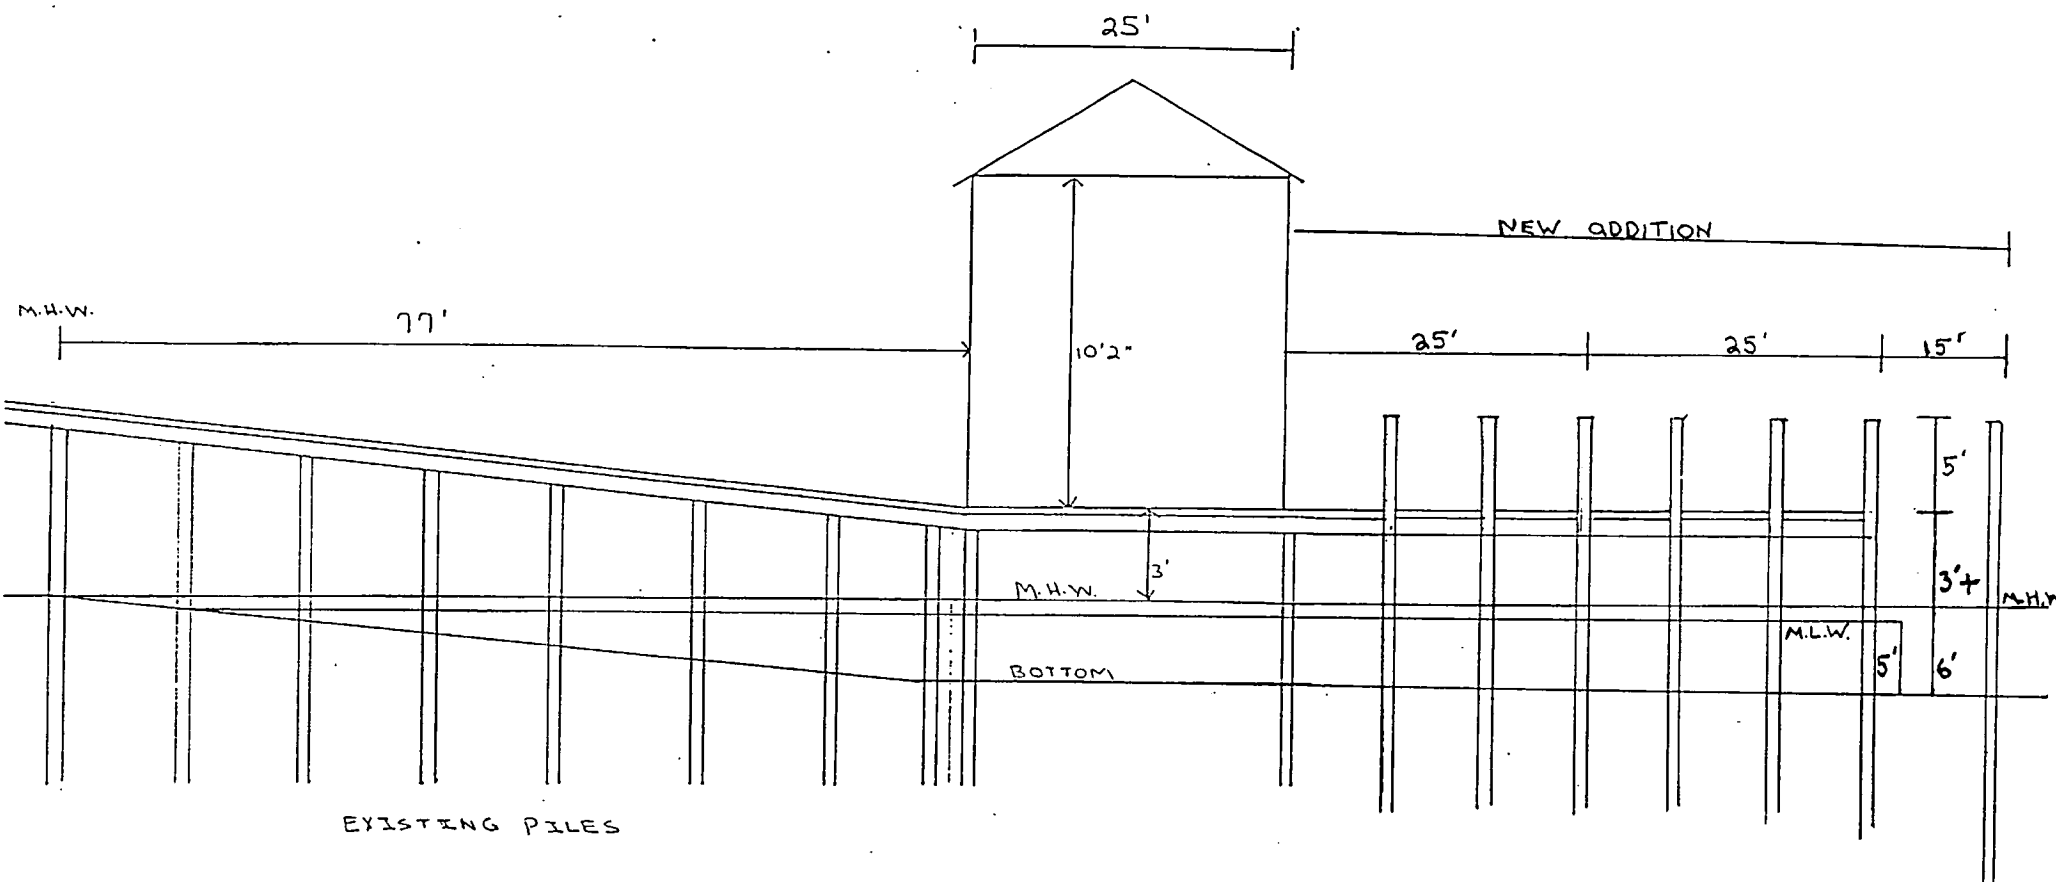 25'
NEW ADDITION
M.H.W.
77'
25'
25'
15'
10'2"
5'
3'
3'+
M.H.W.
M.H.W
M.L.W.
BOTTOM
5'
6'
EXISTING PILES